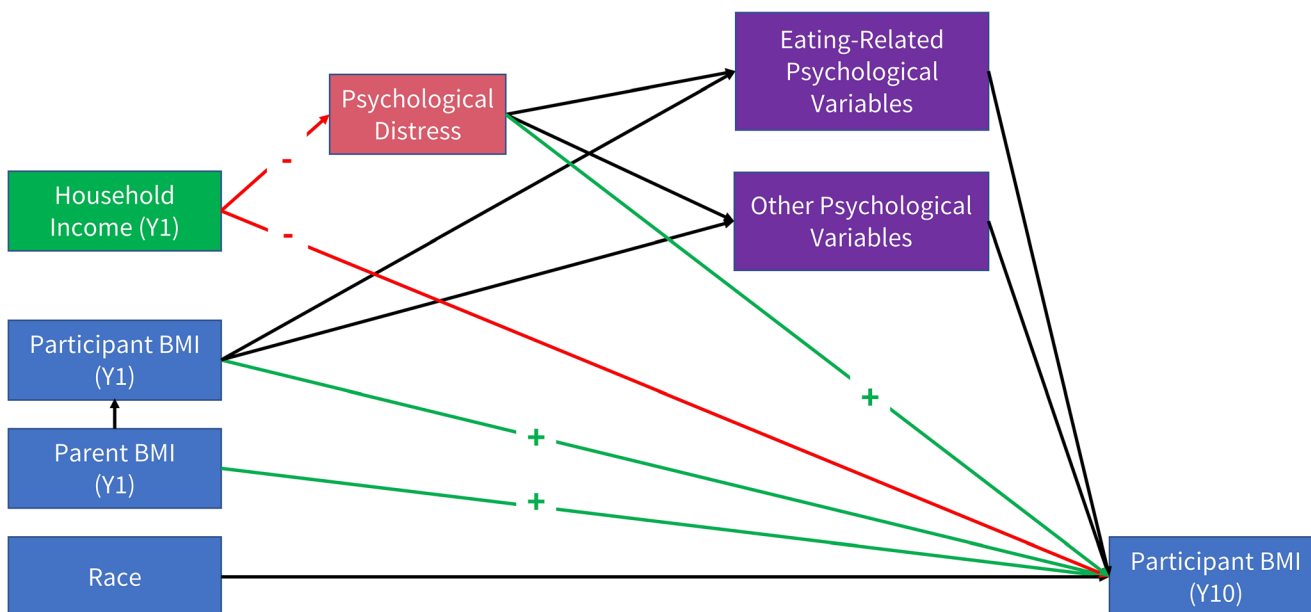 Eating-Related
Psychological
Variables
Psychological
Distress
-
Household
Income (Y1)
-
Other Psychological
Variables
Participant BMI
(Y1)
+
+
Parent BMI
(Y1)
+
Race
Participant BMI
(Y10)